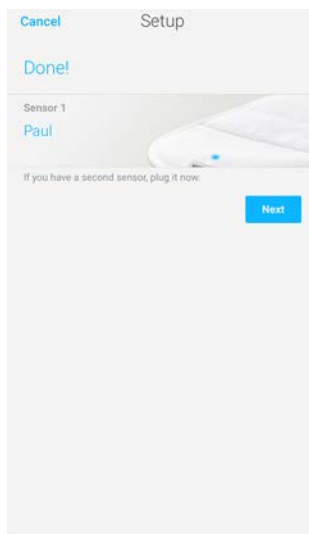 Cancel Setup
Done!
Sensor 1
Paul
If you have a second sensor, plug it now.
Next